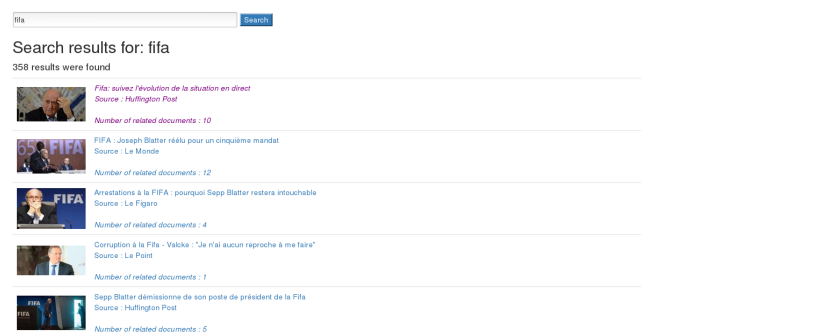 fifa
Search
Search results for: fifa
358 results were found
Fifa: suivez l'évolution de la situation en direct
Source : Huffington Post
Number of related documents : 10
FIFA : Joseph Blatter réélu pour un cinquième mandat
Source : Le Monde
Number of related documents : 12
Arrestations à la FIFA : pourquoi Sepp Blatter restera intouchable
Source : Le Figaro
Number of related documents : 4
Corruption à la Fifa - Valcke : "Je n'ai aucun reproche à me faire"
Source : Le Point
Number of related documents : 1
Sepp Blatter démissionne de son poste de président de la Fifa
Source : Huffington Post
Number of related documents : 5
65
FIFA
FIFA
FIFA
FIFA